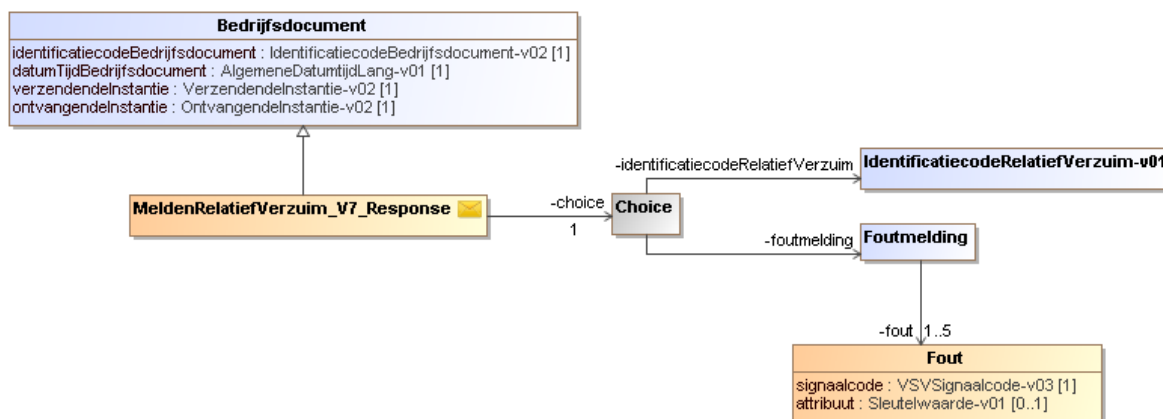 Bedrijfsdocument
identificatiecodeBedrijfsdocument : IdentificatiecodeBedrijfsdocument-v02 [1]
datumTijdBedrijfsdocument : AlgemeneDatumtijdLang-v01 [1]
verzendendeInstantie : VerzendendeInstantie-v02 [1]
ontvangendeInstantie : OntvangendeInstantie-v02 [1]
-identificatiecodeRelatiefVerzuim
IdentificatiecodeRelatiefVerzuim-v01
MeldenRelatiefVerzuim_V7_Response
-choice
1
Choice
-foutmelding
Foutmelding
-fout 1..5
Fout
signaalcode : VSVSignaalcode-v03 [1]
attribuut : Sleutelwaarde-v01 [0..1]